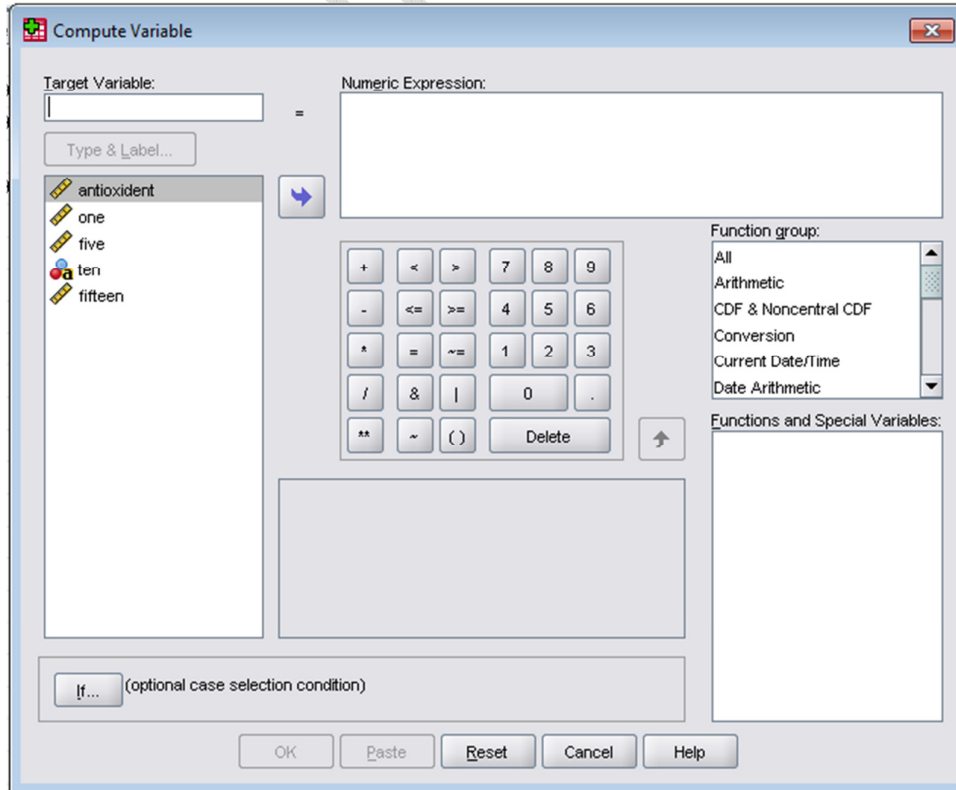 Compute Variable
Target Variable:
Numeric Expression:
=
Type & Label...
antioxident
one
five
ten
fifteen
+ < > 7 8 9
- <= >= 4 5 6
* = ~= 1 2 3
/ & | 0 .
** ~ ( ) Delete
Function group:
All
Arithmetic
CDF & Noncentral CDF
Conversion
Current Date/Time
Date Arithmetic
Functions and Special Variables:
If... (optional case selection condition)
OK Paste Reset Cancel Help